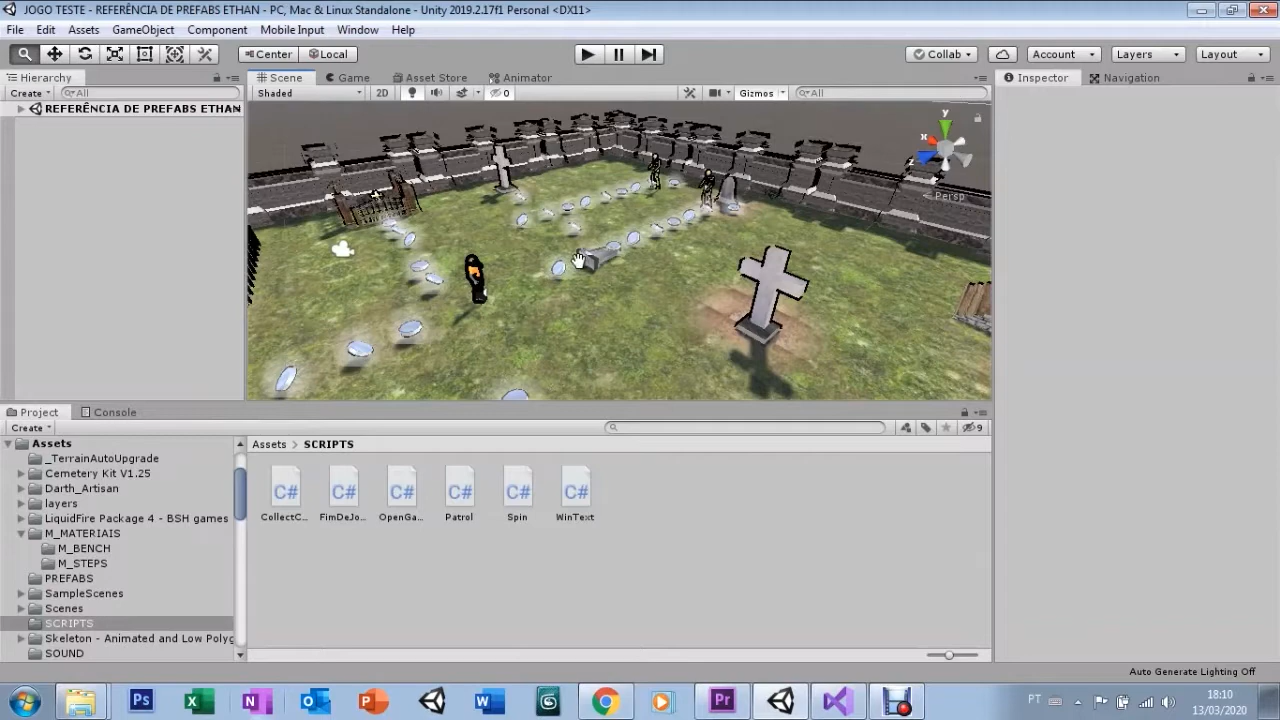 JOGO TESTE - REFERÊNCIA DE PREFABS ETHAN - PC, Mac & Linux Standalone - Unity 2019.2.17f1 Personal <DX11>
File Edit Assets GameObject Component Mobile Input Window Help
Center Local Collab Account Layers Layout
Hierarchy Scene Game Asset Store Animator Inspector Navigation
Create All Shaded 2D 0 Gizmos All
REFERÊNCIA DE PREFABS ETHAN
y
x
Persp
Project Console
Create 9
Assets Assets > SCRIPTS
_TerrainAutoUpgrade
Cemetery Kit V1.25
Darth_Artisan
layers
LiquidFire Package 4 - BSH games
M_MATERIAIS
M_BENCH
M_STEPS
PREFABS
SampleScenes
Scenes
SCRIPTS
Skeleton - Animated and Low Polyg
SOUND
C# C# C# C# C# C#
CollectC... FimDeJo... OpenGa... Patrol Spin WinText
Auto Generate Lighting Off
Ps X N O P W Pr
PT 18:10
13/03/2020